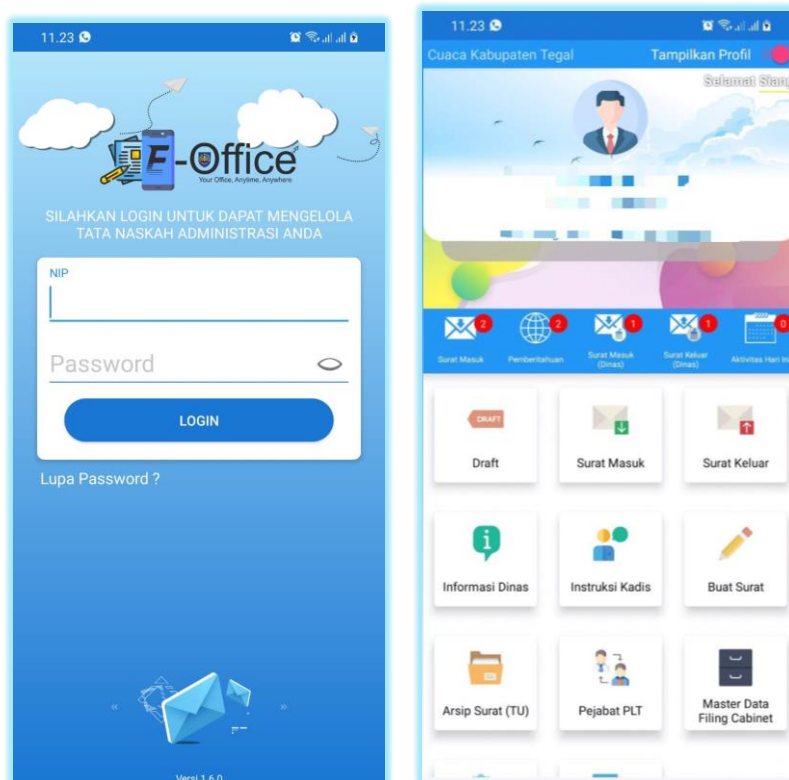 11.23
E-Office
Your Office, Anytime, Anywhere
SILAHKAN LOGIN UNTUK DAPAT MENGELOLA
TATA NASKAH ADMINISTRASI ANDA
NIP
Password
LOGIN
Lupa Password ?
Versi 1.6.0
11.23
Cuaca Kabupaten Tegal
Tampilkan Profil
Selamat Siang
2
2
1
1
0
Surat Masuk
Pemberitahuan
Surat Masuk
(Dinas)
Surat Keluar
(Dinas)
Aktivitas Hari Ini
DRAFT
Draft
Surat Masuk
Surat Keluar
Informasi Dinas
Instruksi Kadis
Buat Surat
Arsip Surat (TU)
Pejabat PLT
Master Data
Filing Cabinet